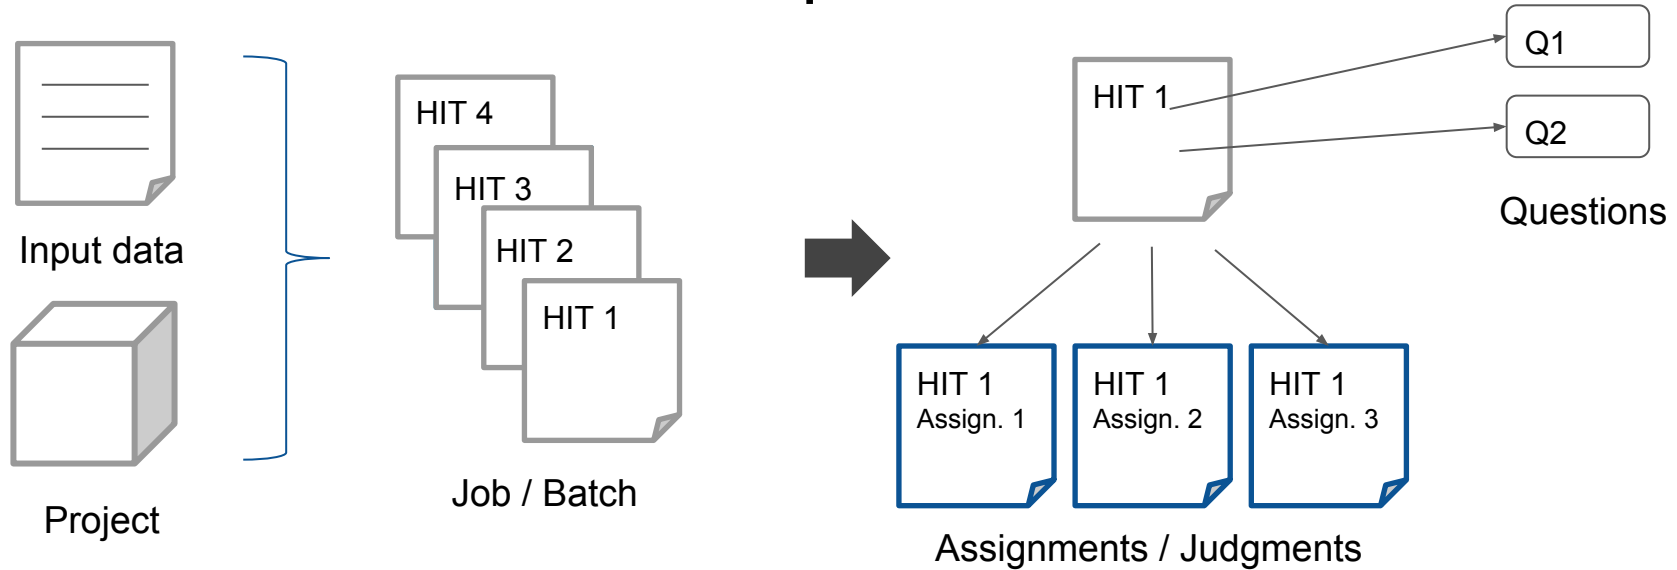 Input data
Project
HIT 4
HIT 3
HIT 2
HIT 1
Job / Batch
HIT 1
Q1
Q2
Questions
HIT 1
Assign. 1
HIT 1
Assign. 2
HIT 1
Assign. 3
Assignments / Judgments